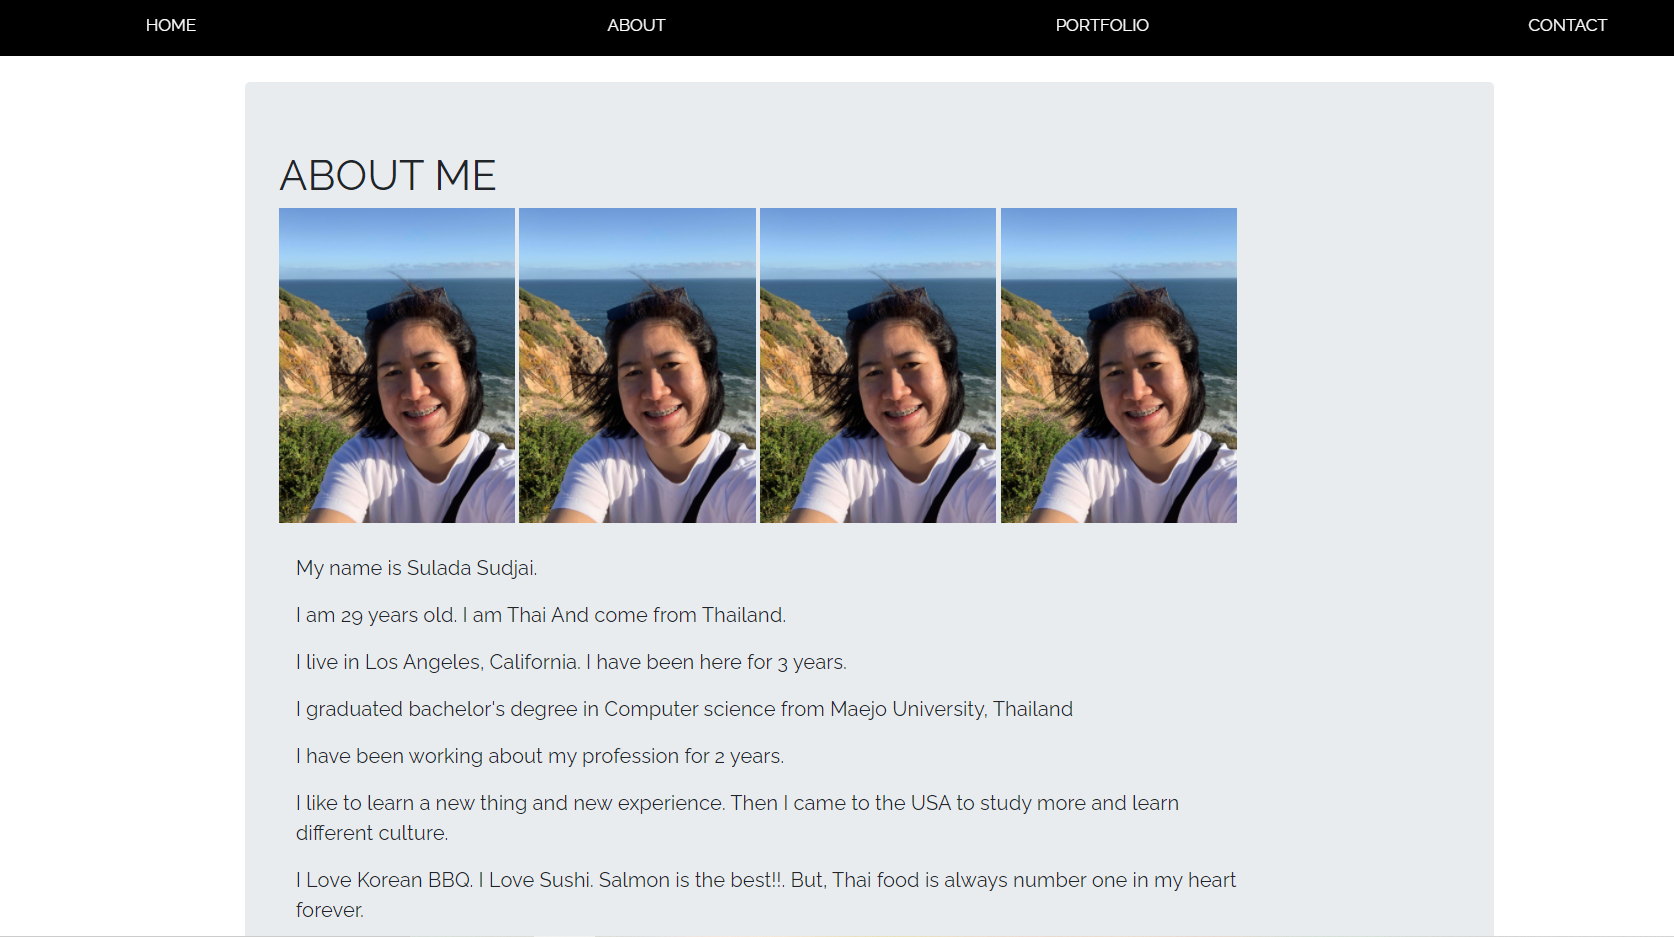 HOME ABOUT PORTFOLIO CONTACT
ABOUT ME
My name is Sulada Sudjai.
I am 29 years old. I am Thai And come from Thailand.
I live in Los Angeles, California. I have been here for 3 years.
I graduated bachelor's degree in Computer science from Maejo University, Thailand
I have been working about my profession for 2 years.
I like to learn a new thing and new experience. Then I came to the USA to study more and learn
different culture.
I Love Korean BBQ. I Love Sushi. Salmon is the best!!. But, Thai food is always number one in my heart
forever.